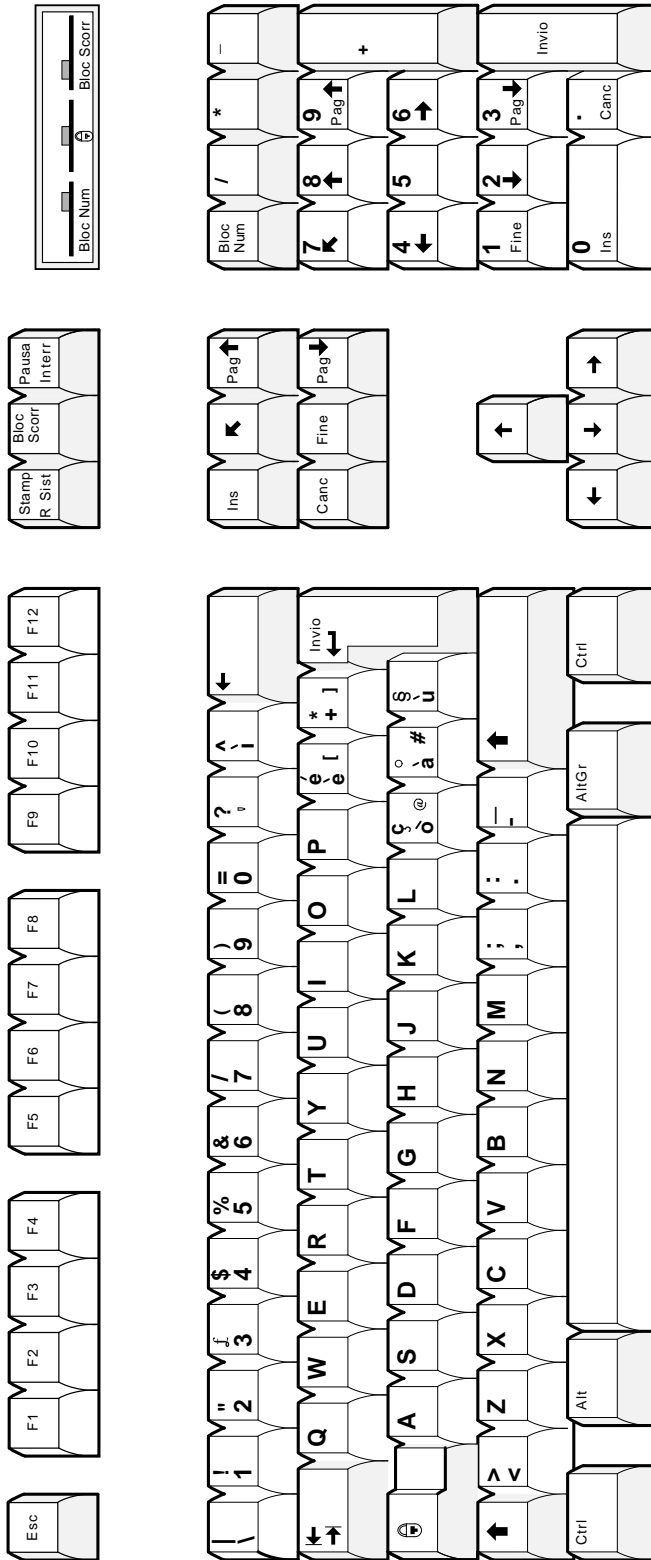 Esc F1 F2 F3 F4 F5 F6 F7 F8 F9 F10 F11 F12
Stamp Bloc Pausa
R Sist Scorr Interr
Bloc Num Bloc Scorr
| ! " £ $ % & / ( ) = ? ^ ←
\ 1 2 3 4 5 6 7 8 9 0 ' ì
Ins ↖ Pag ↑
Bloc / * –
Num
⇤ Q W E R T Y U I O P é [ * ] Invio
⇥ è + ↵
Canc Fine Pag ↓
7 ↖ 8 ↑ 9 Pag ↑ +
A S D F G H J K L ç @ ° # §
ò à ù
4 ← 5 6 →
⬆ > Z X C V B N M ; : _ ⬆
< , . -
↑
1 2 ↓ 3 Pag ↓ Invio
Fine
Ctrl Alt AltGr Ctrl
← ↓ →
0 .
Ins Canc